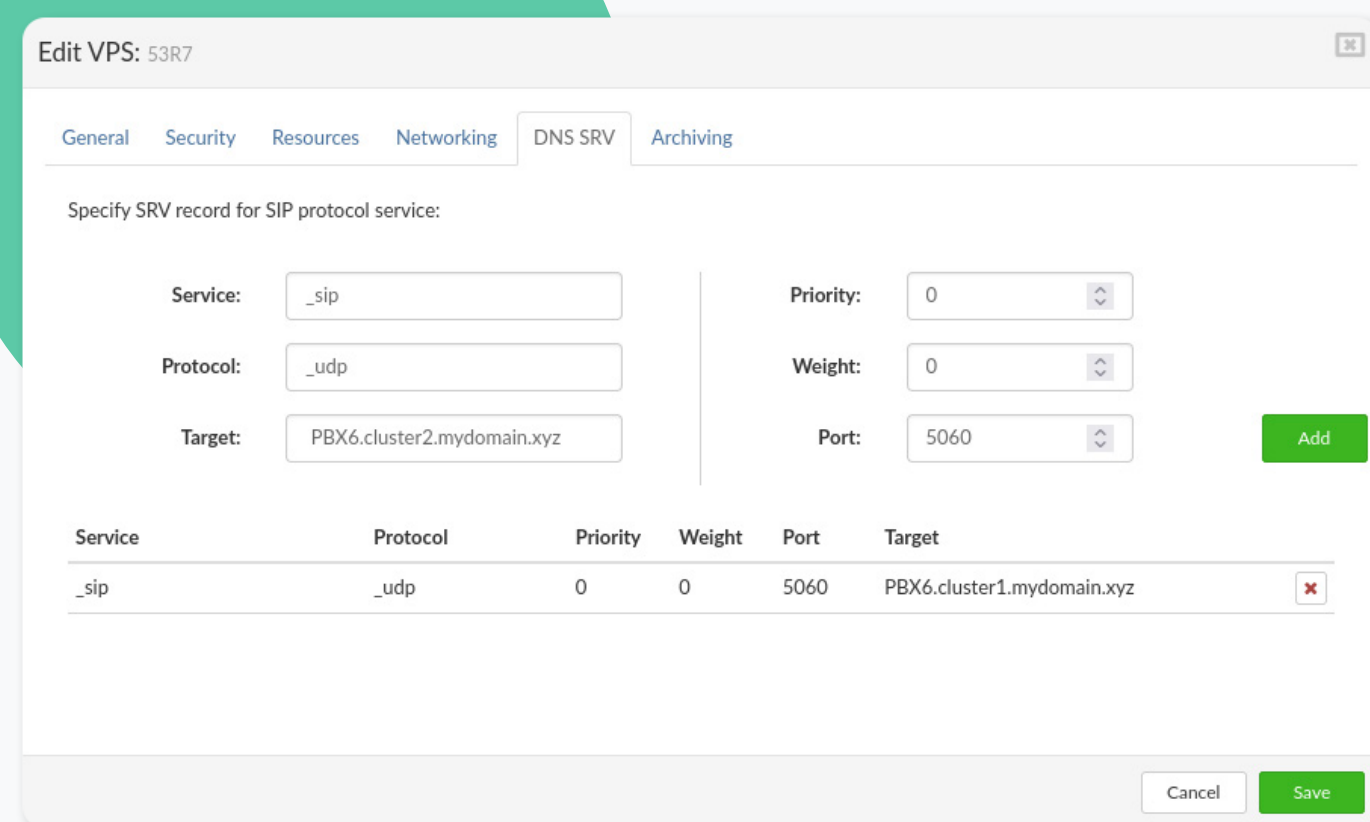 Edit VPS: 53R7
General Security Resources Networking DNS SRV Archiving
Specify SRV record for SIP protocol service:
Service: _sip Priority: 0
Protocol: _udp Weight: 0
Target: PBX6.cluster2.mydomain.xyz Port: 5060 Add
Service Protocol Priority Weight Port Target
_sip _udp 0 0 5060 PBX6.cluster1.mydomain.xyz
Cancel Save